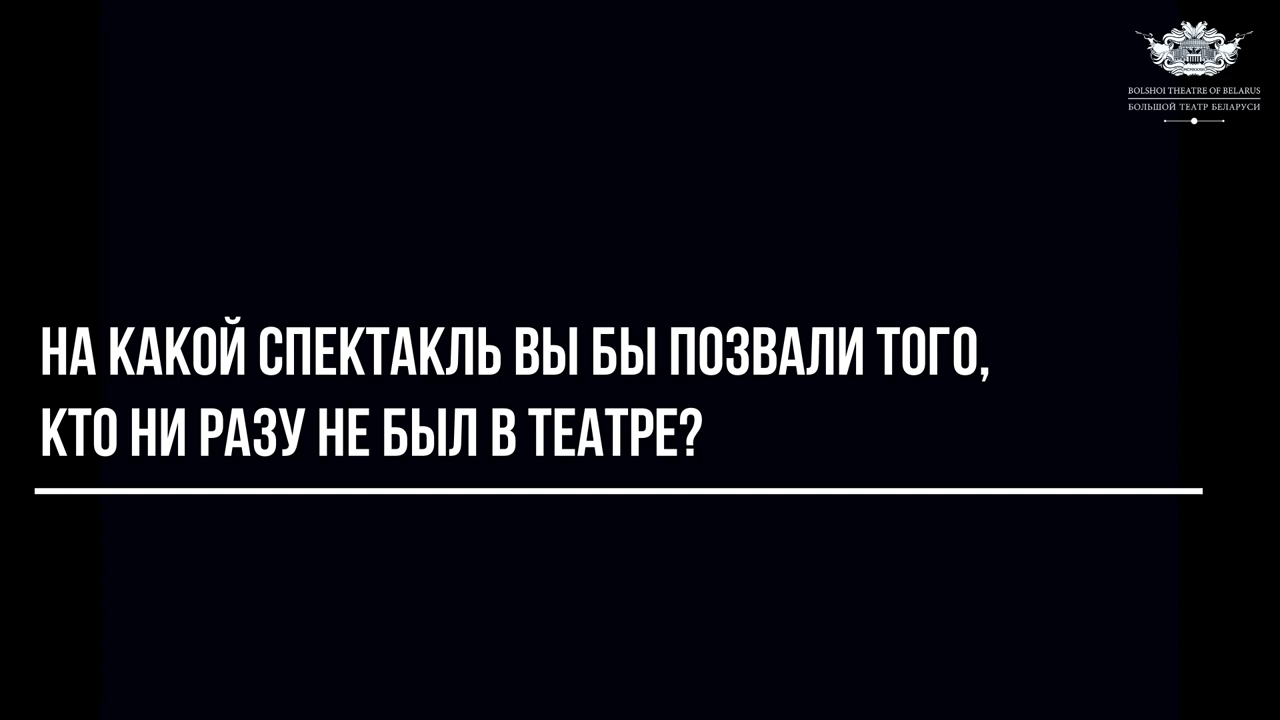 BOLSHOI THEATRE OF BELARUS
БОЛЬШОЙ ТЕАТР БЕЛАРУСИ
НА КАКОЙ СПЕКТАКЛЬ ВЫ БЫ ПОЗВАЛИ ТОГО,
КТО НИ РАЗУ НЕ БЫЛ В ТЕАТРЕ?